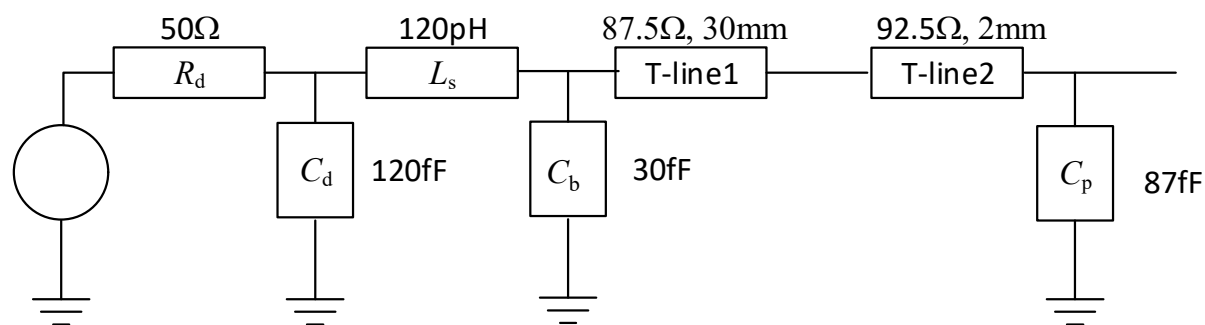 50Ω
120pH
87.5Ω, 30mm
92.5Ω, 2mm
Rd
Ls
T-line1
T-line2
Cd
120fF
Cb
30fF
Cp
87fF